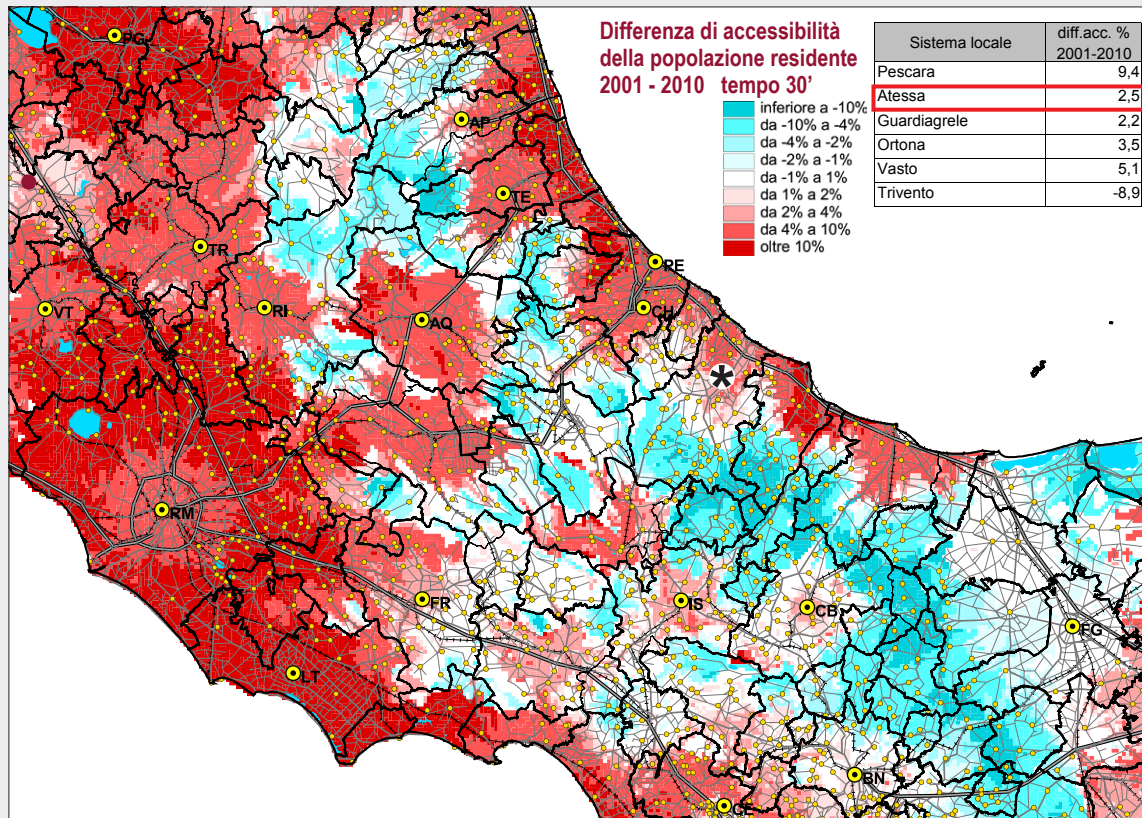 Differenza di accessibilità
della popolazione residente
2001 - 2010 tempo 30'
inferiore a -10%
da -10% a -4%
da -4% a -2%
da -2% a -1%
da -1% a 1%
da 1% a 2%
da 2% a 4%
da 4% a 10%
oltre 10%
Sistema locale diff.acc. % 2001-2010
Pescara 9,4
Atessa 2,5
Guardiagrele 2,2
Ortona 3,5
Vasto 5,1
Trivento -8,9
PG
AP
TE
TR
PE
VT
RI
AQ
CH
*
RM
FR
IS
CB
FG
LT
BN
CE